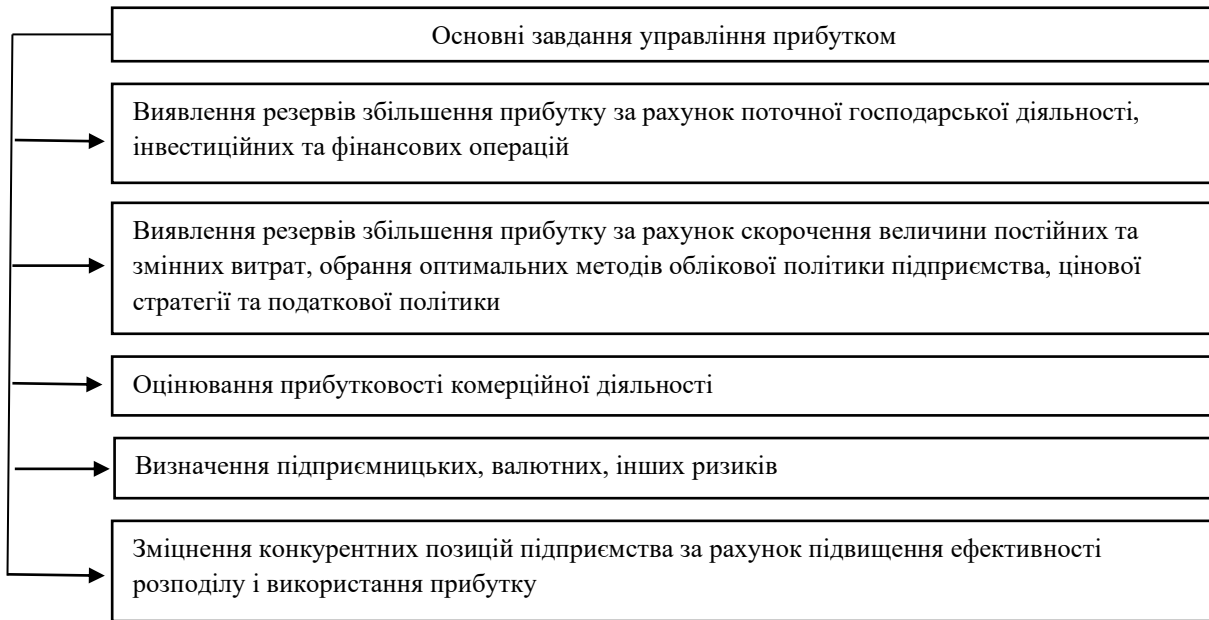 Основні завдання управління прибутком
Виявлення резервів збільшення прибутку за рахунок поточної господарської діяльності,
інвестиційних та фінансових операцій
Виявлення резервів збільшення прибутку за рахунок скорочення величини постійних та
змінних витрат, обрання оптимальних методів облікової політики підприємства, цінової
стратегії та податкової політики
Оцінювання прибутковості комерційної діяльності
Визначення підприємницьких, валютних, інших ризиків
Зміцнення конкурентних позицій підприємства за рахунок підвищення ефективності
розподілу і використання прибутку